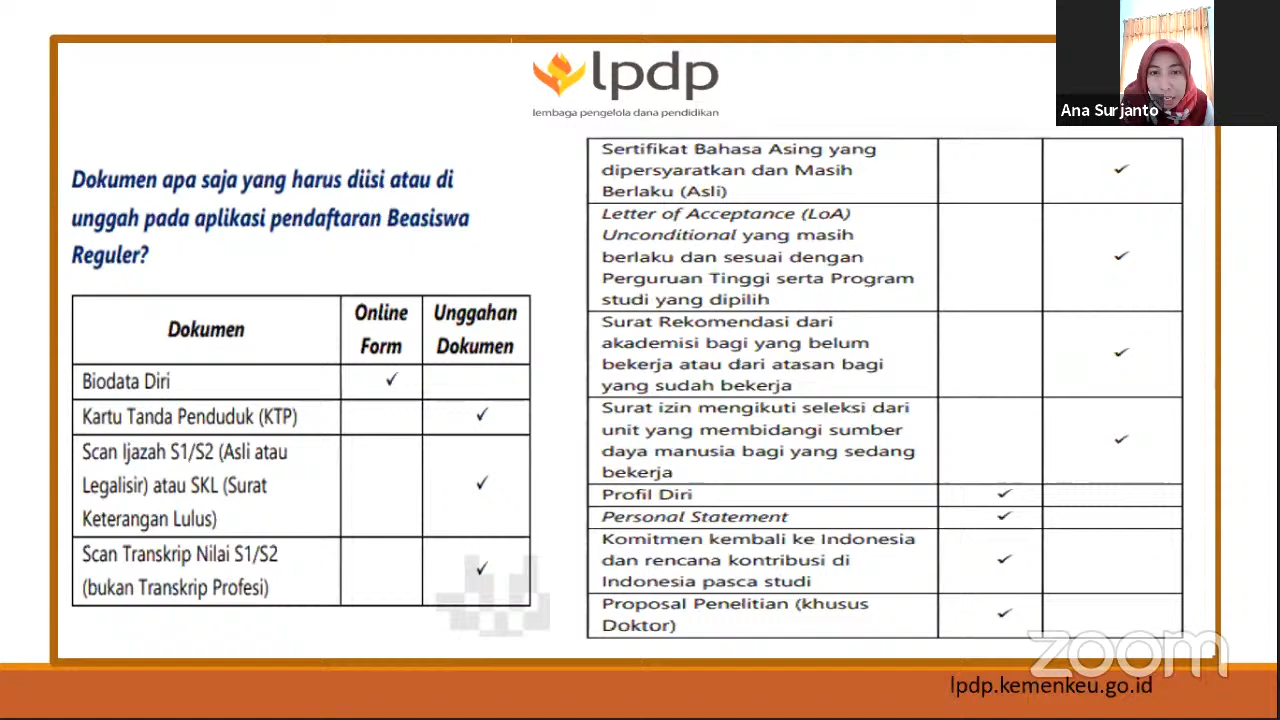 lpdp
lembaga pengelola dana pendidikan
Ana Surjanto
Dokumen apa saja yang harus diisi atau di
unggah pada aplikasi pendaftaran Beasiswa
Reguler?
Dokumen
Online
Form
Unggahan
Dokumen
Biodata Diri ✓
Kartu Tanda Penduduk (KTP) ✓
Scan Ijazah S1/S2 (Asli atau
Legalisir) atau SKL (Surat ✓
Keterangan Lulus)
Scan Transkrip Nilai S1/S2 ✓
(bukan Transkrip Profesi)
Sertifikat Bahasa Asing yang
dipersyaratkan dan Masih ✓
Berlaku (Asli)
Letter of Acceptance (LoA)
Unconditional yang masih
berlaku dan sesuai dengan ✓
Perguruan Tinggi serta Program
studi yang dipilih
Surat Rekomendasi dari
akademisi bagi yang belum ✓
bekerja atau dari atasan bagi
yang sudah bekerja
Surat izin mengikuti seleksi dari
unit yang membidangi sumber ✓
daya manusia bagi yang sedang
bekerja
Profil Diri ✓
Personal Statement ✓
Komitmen kembali ke Indonesia
dan rencana kontribusi di ✓
Indonesia pasca studi
Proposal Penelitian (khusus ✓
Doktor)
zoom
lpdp.kemenkeu.go.id